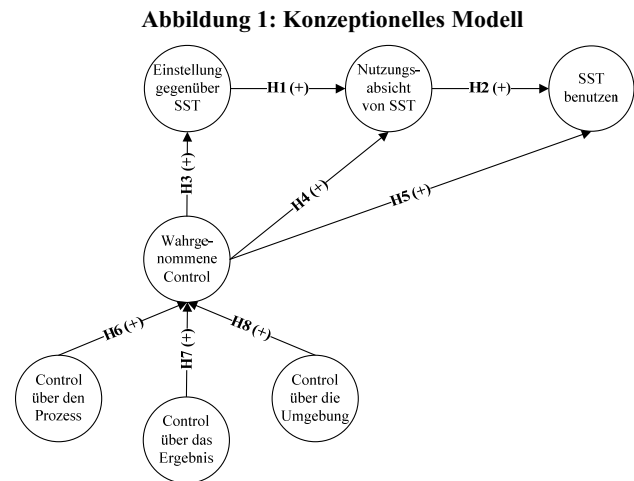 Abbildung 1: Konzeptionelles Modell
Einstellung
gegenüber
SST
H1 (+)
Nutzungs-
absicht
von SST
H2 (+)
SST
benutzen
H3 (+)
H4 (+)
H5 (+)
Wahrge-
nommene
Control
H6 (+)
H7 (+)
H8 (+)
Control
über den
Prozess
Control
über das
Ergebnis
Control
über die
Umgebung